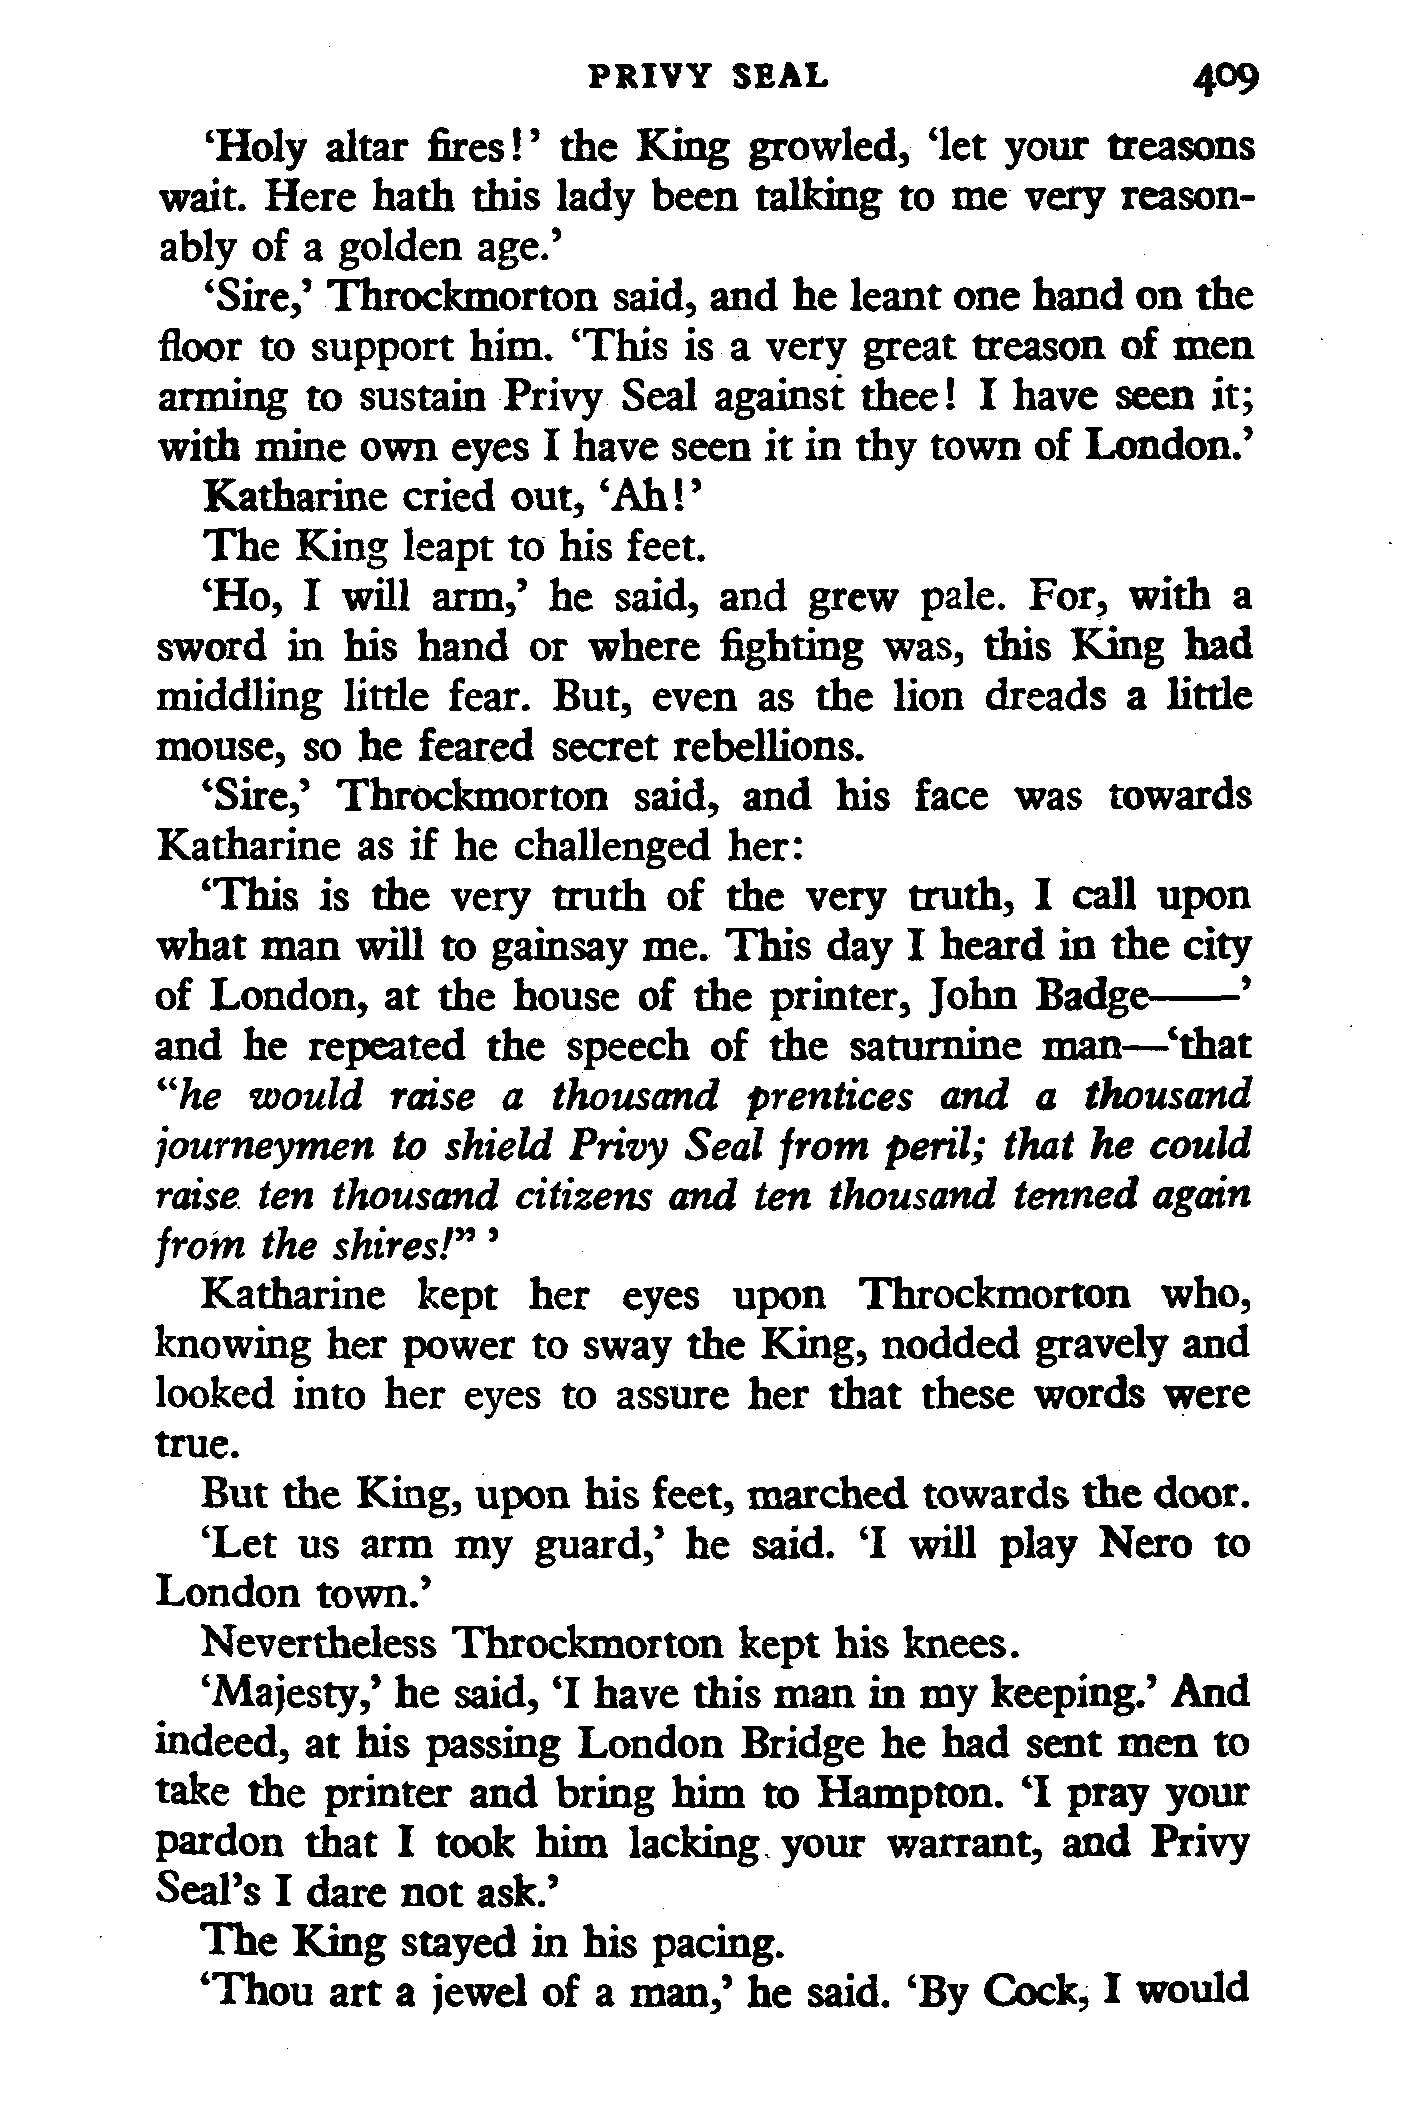 PRIVY SEAL 409
‘Holy altar fires!’ the King growled, ‘let your treasons
wait. Here hath this lady been talking to me very reason-
ably of a golden age.’
‘Sire,’ Throckmorton said, and he leant one hand on the
floor to support him. ‘This is a very great treason of men
arming to sustain Privy Seal against thee! I have seen it;
with mine own eyes I have seen it in thy town of London.’
Katharine cried out, ‘Ah!’
The King leapt to his feet.
‘Ho, I will arm,’ he said, and grew pale. For, with a
sword in his hand or where fighting was, this King had
middling little fear. But, even as the lion dreads a little
mouse, so he feared secret rebellions.
‘Sire,’ Throckmorton said, and his face was towards
Katharine as if he challenged her:
‘This is the very truth of the very truth, I call upon
what man will to gainsay me. This day I heard in the city
of London, at the house of the printer, John Badge——’
and he repeated the speech of the saturnine man—‘that
“he would raise a thousand prentices and a thousand
journeymen to shield Privy Seal from peril; that he could
raise ten thousand citizens and ten thousand tenned again
from the shires!” ’
Katharine kept her eyes upon Throckmorton who,
knowing her power to sway the King, nodded gravely and
looked into her eyes to assure her that these words were
true.
But the King, upon his feet, marched towards the door.
‘Let us arm my guard,’ he said. ‘I will play Nero to
London town.’
Nevertheless Throckmorton kept his knees.
‘Majesty,’ he said, ‘I have this man in my keeping.’ And
indeed, at his passing London Bridge he had sent men to
take the printer and bring him to Hampton. ‘I pray your
pardon that I took him lacking your warrant, and Privy
Seal’s I dare not ask.’
The King stayed in his pacing.
‘Thou art a jewel of a man,’ he said. ‘By Cock, I would